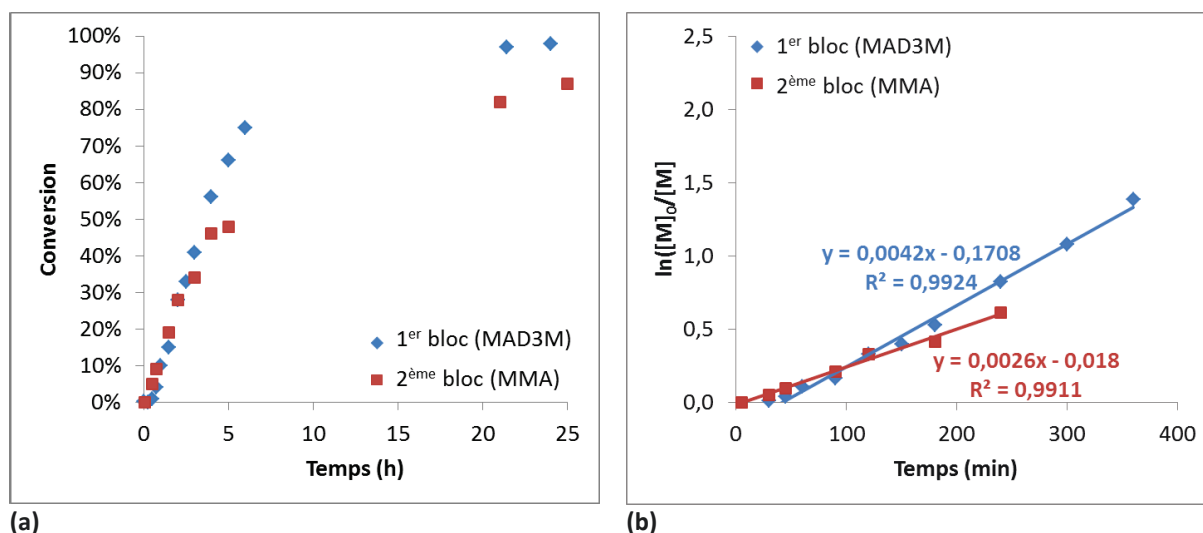 100%
90%
80%
70%
60%
50%
40%
30%
20%
10%
0%
Conversion
1er bloc (MAD3M)
2ème bloc (MMA)
0
5
10
15
20
25
Temps (h)
(a)
2,5
2,0
1,5
1,0
0,5
0,0
ln([M]0/[M]
1er bloc (MAD3M)
2ème bloc (MMA)
y = 0,0042x - 0,1708
R² = 0,9924
y = 0,0026x - 0,018
R² = 0,9911
0
100
200
300
400
Temps (min)
(b)